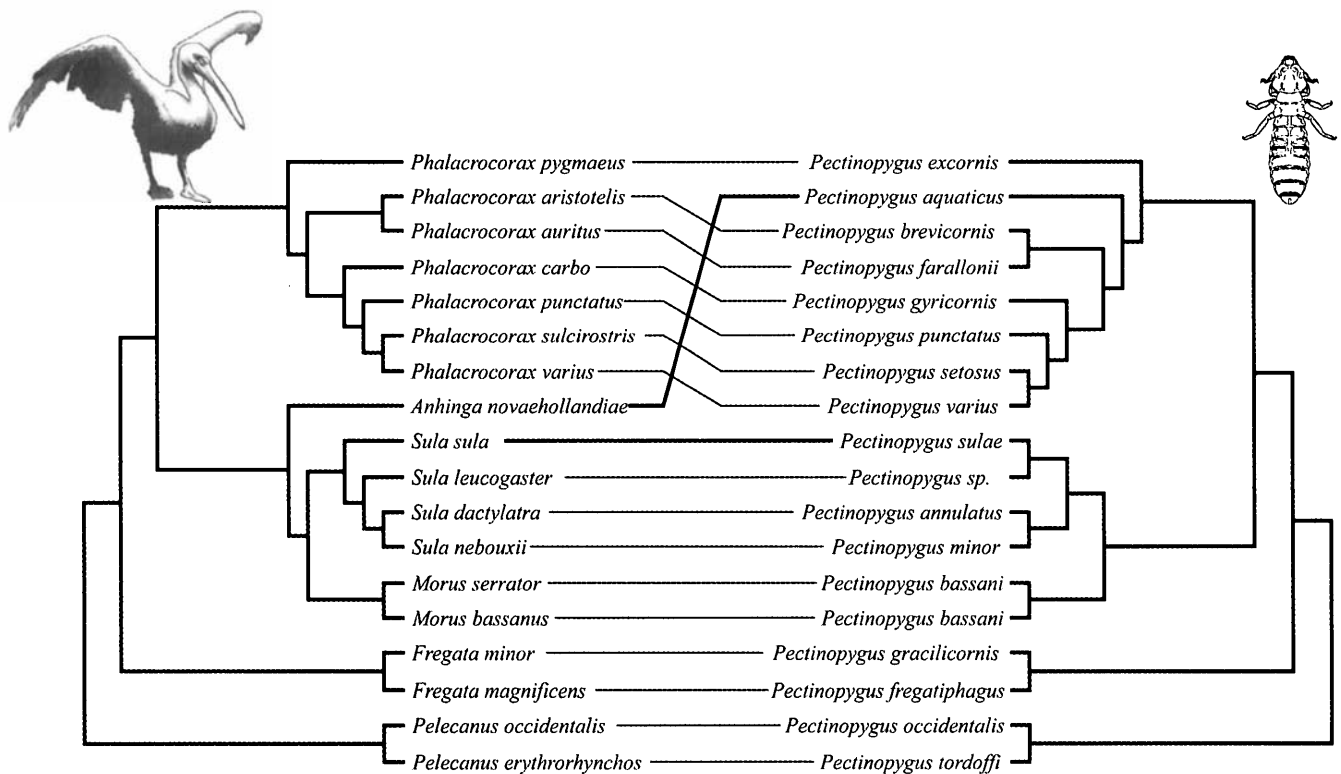 Phalacrocorax pygmaeus Pectinopygus excornis
Phalacrocorax aristotelis Pectinopygus aquaticus
Phalacrocorax auritus Pectinopygus brevicornis
Phalacrocorax carbo Pectinopygus farallonii
Phalacrocorax punctatus Pectinopygus gyricornis
Phalacrocorax sulcirostris Pectinopygus punctatus
Phalacrocorax varius Pectinopygus setosus
Anhinga novaehollandiae Pectinopygus varius
Sula sula Pectinopygus sulae
Sula leucogaster Pectinopygus sp.
Sula dactylatra Pectinopygus annulatus
Sula nebouxii Pectinopygus minor
Morus serrator Pectinopygus bassani
Morus bassanus Pectinopygus bassani
Fregata minor Pectinopygus gracilicornis
Fregata magnificens Pectinopygus fregatiphagus
Pelecanus occidentalis Pectinopygus occidentalis
Pelecanus erythrorhynchos Pectinopygus tordoffi